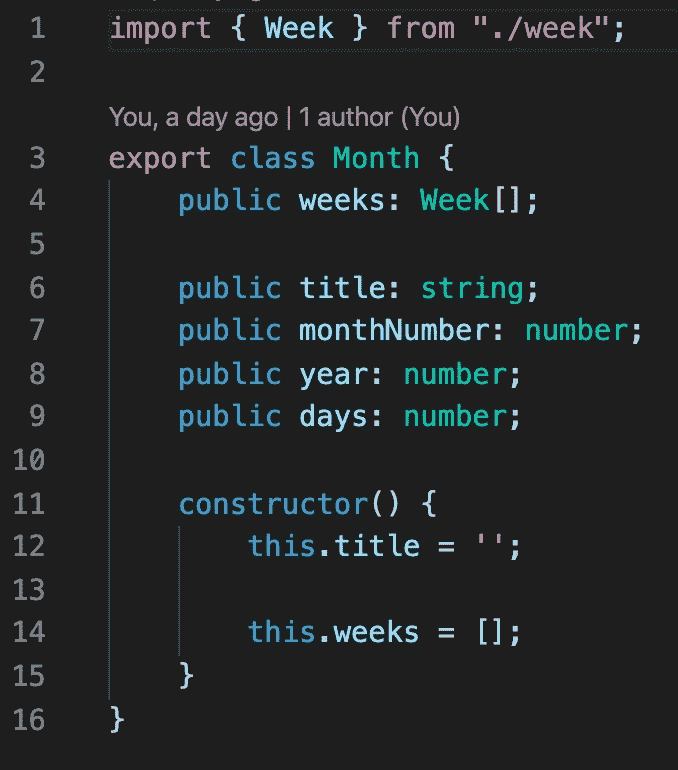 1 import { Week } from "./week";
2
You, a day ago | 1 author (You)
3 export class Month {
4 public weeks: Week[];
5
6 public title: string;
7 public monthNumber: number;
8 public year: number;
9 public days: number;
10
11 constructor() {
12 this.title = '';
13
14 this.weeks = [];
15 }
16 }